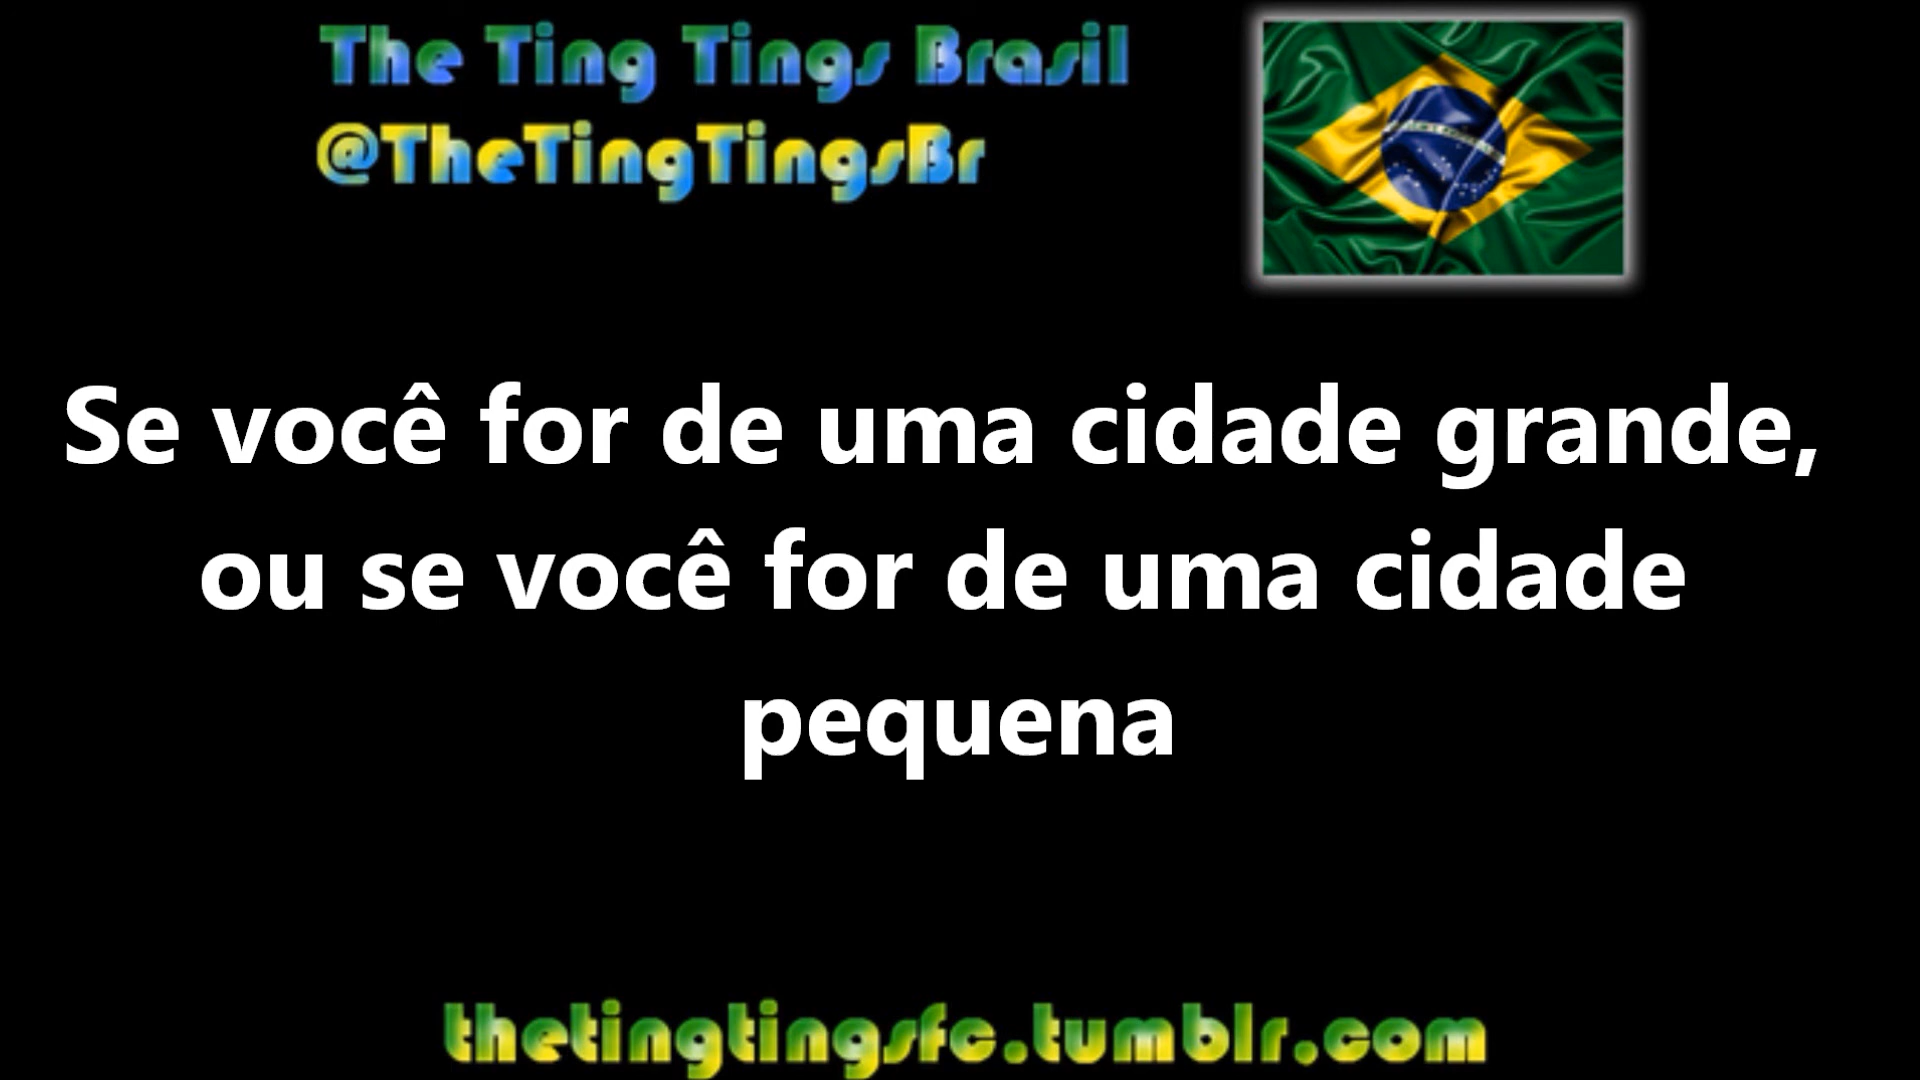 The Ting Tings Brasil
@TheTingTingsBr
Se você for de uma cidade grande,
ou se você for de uma cidade
pequena
thetingtingsfc.tumblr.com